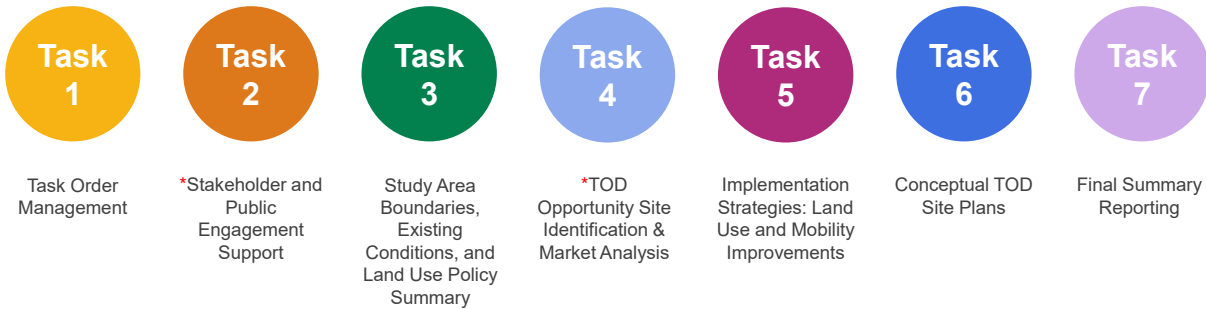 Task
1
Task
2
Task
3
Task
4
Task
5
Task
6
Task
7
Task Order
Management
*Stakeholder and
Public
Engagement
Support
Study Area
Boundaries,
Existing
Conditions, and
Land Use Policy
Summary
*TOD
Opportunity Site
Identification &
Market Analysis
Implementation
Strategies: Land
Use and Mobility
Improvements
Conceptual TOD
Site Plans
Final Summary
Reporting